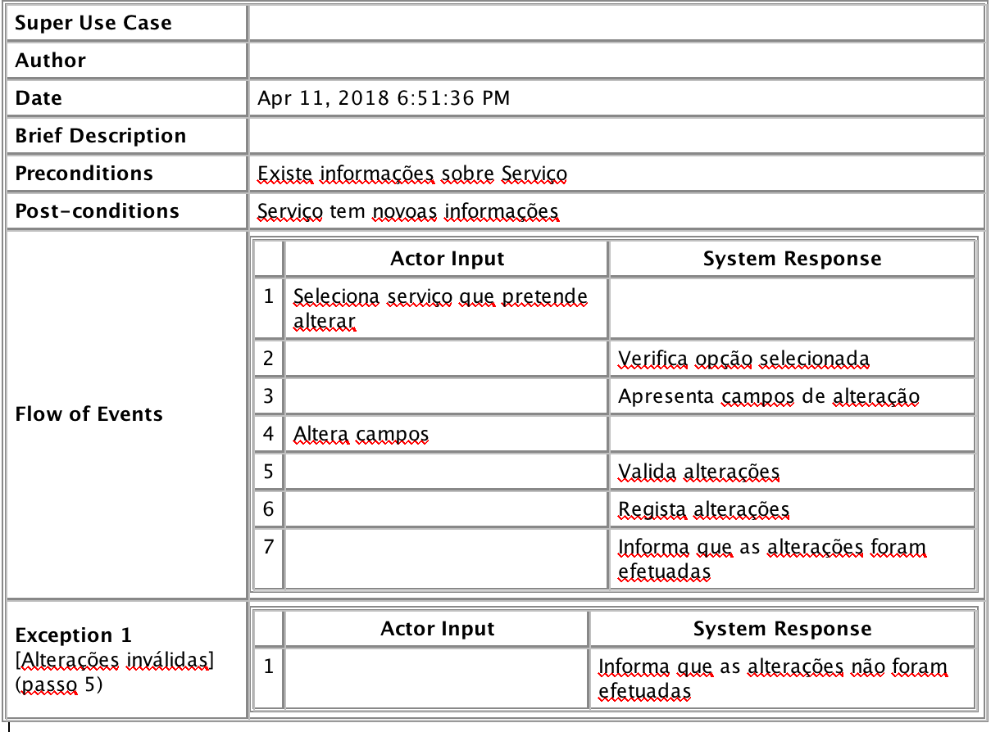 Super Use Case
Author
Date
Apr 11, 2018 6:51:36 PM
Brief Description
Preconditions
Existe informações sobre Serviço
Post-conditions
Serviço tem novoas informações
Flow of Events
Actor Input
System Response
1
Seleciona serviço que pretende
alterar
2
Verifica opção selecionada
3
Apresenta campos de alteração
4
Altera campos
5
Valida alterações
6
Regista alterações
7
Informa que as alterações foram
efetuadas
Exception 1
[Alterações inválidas]
(passo 5)
Actor Input
System Response
1
Informa que as alterações não foram
efetuadas